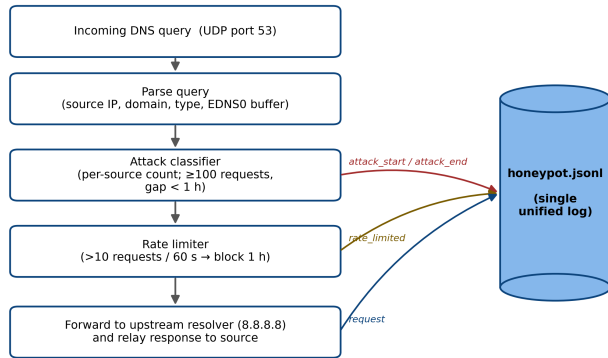 Incoming DNS query  (UDP port 53)
Parse query
(source IP, domain, type, EDNS0 buffer)
Attack classifier
(per-source count; ≥100 requests,
gap < 1 h)
attack_start / attack_end
Rate limiter
(>10 requests / 60 s → block 1 h)
rate_limited
Forward to upstream resolver (8.8.8.8)
and relay response to source
request
honeypot.jsonl
(single
unified log)